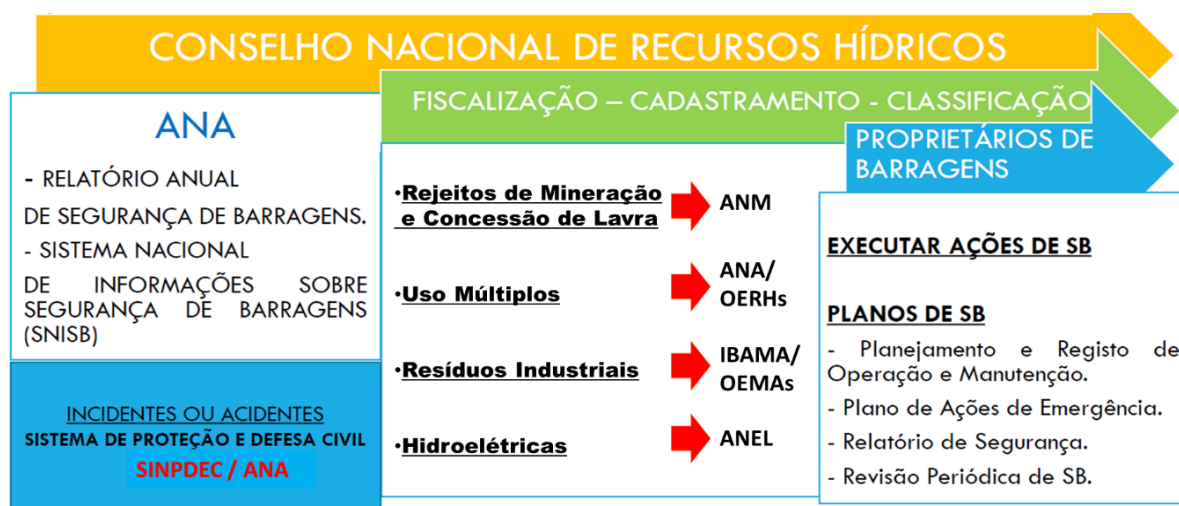 CONSELHO NACIONAL DE RECURSOS HÍDRICOS
FISCALIZAÇÃO – CADASTRAMENTO - CLASSIFICAÇÃO
PROPRIETÁRIOS DE
BARRAGENS
ANA
- RELATÓRIO ANUAL
DE SEGURANÇA DE BARRAGENS.
- SISTEMA NACIONAL
DE INFORMAÇÕES SOBRE
SEGURANÇA DE BARRAGENS
(SNISB)
INCIDENTES OU ACIDENTES
SISTEMA DE PROTEÇÃO E DEFESA CIVIL
SINPDEC / ANA
•Rejeitos de Mineração
e Concessão de Lavra
ANM
•Uso Múltiplos
ANA/
OERHs
•Resíduos Industriais
IBAMA/
OEMAs
•Hidroelétricas
ANEL
EXECUTAR AÇÕES DE SB
PLANOS DE SB
- Planejamento e Registo de
Operação e Manutenção.
- Plano de Ações de Emergência.
- Relatório de Segurança.
- Revisão Periódica de SB.